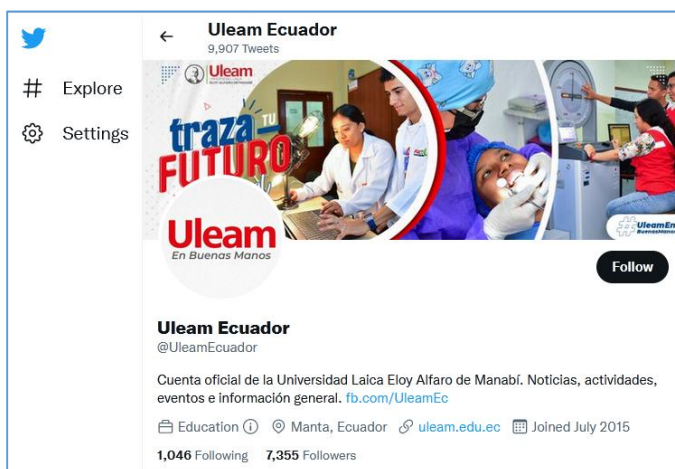 Uleam Ecuador
9,907 Tweets
Explore
Settings
Uleam
traza TU
FUTURO
Uleam
En Buenas Manos
#UleamEn
BuenasManos
Follow
Uleam Ecuador
@UleamEcuador
Cuenta oficial de la Universidad Laica Eloy Alfaro de Manabí. Noticias, actividades,
eventos e información general. fb.com/UleamEc
Education Manta, Ecuador uleam.edu.ec Joined July 2015
1,046 Following 7,355 Followers